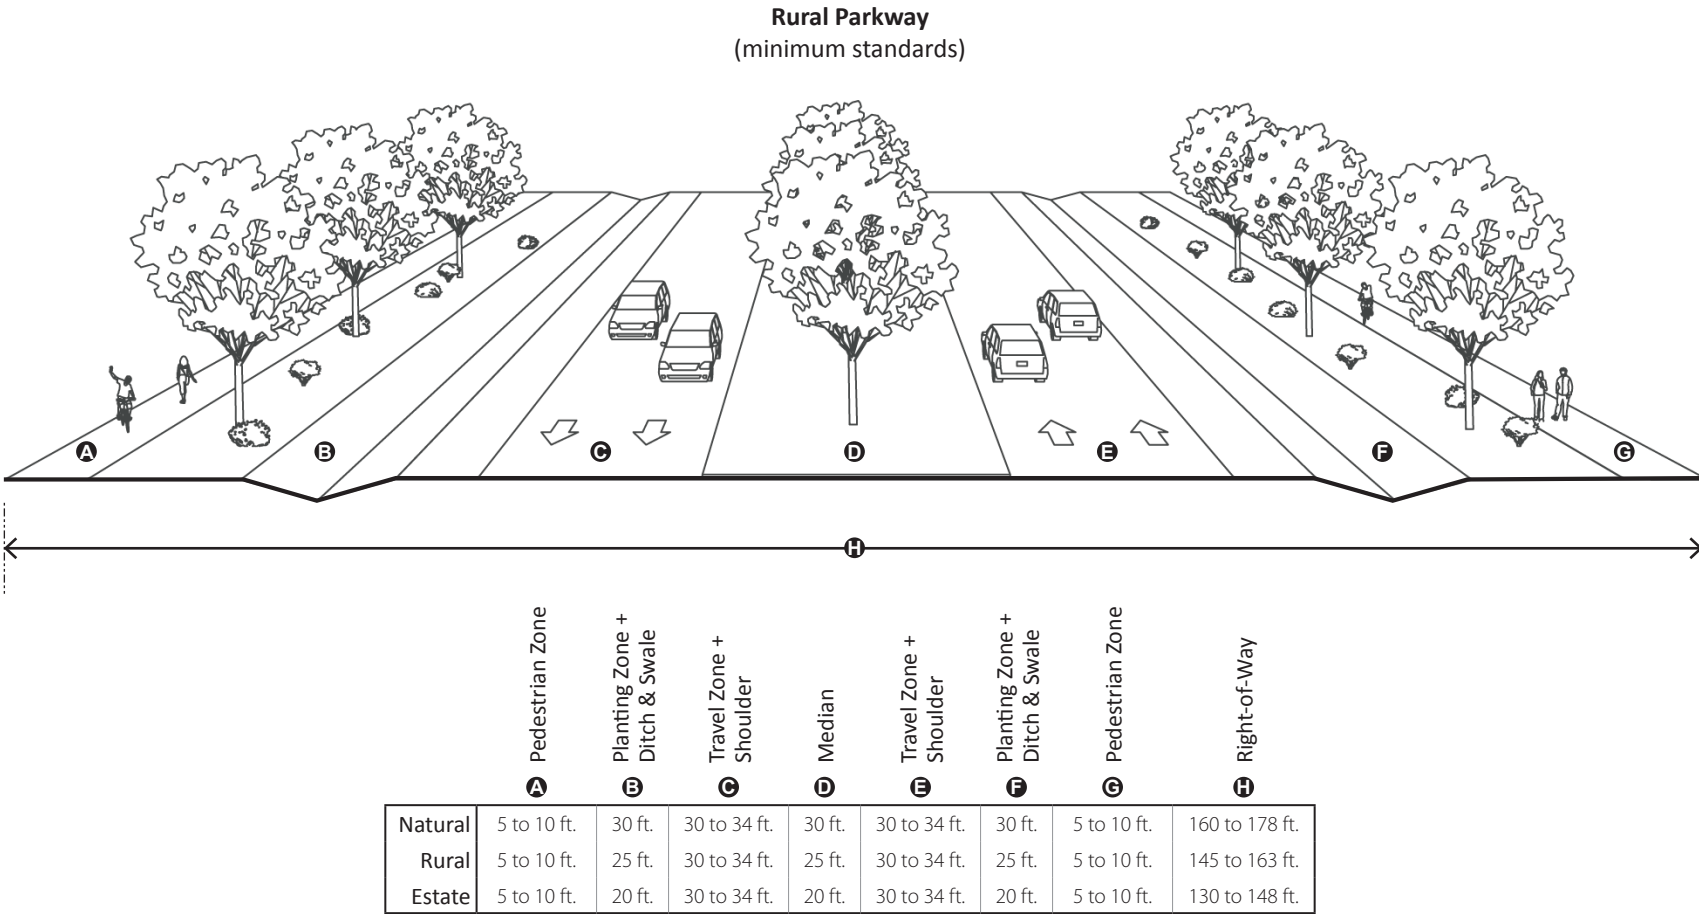 Rural Parkway
(minimum standards)
A
B
C
D
E
F
G
H
Pedestrian Zone
Planting Zone +
Ditch & Swale
Travel Zone +
Shoulder
Median
Travel Zone +
Shoulder
Planting Zone +
Ditch & Swale
Pedestrian Zone
Right-of-Way
A B C D E F G H
Natural 5 to 10 ft. 30 ft. 30 to 34 ft. 30 ft. 30 to 34 ft. 30 ft. 5 to 10 ft. 160 to 178 ft.
Rural 5 to 10 ft. 25 ft. 30 to 34 ft. 25 ft. 30 to 34 ft. 25 ft. 5 to 10 ft. 145 to 163 ft.
Estate 5 to 10 ft. 20 ft. 30 to 34 ft. 20 ft. 30 to 34 ft. 20 ft. 5 to 10 ft. 130 to 148 ft.